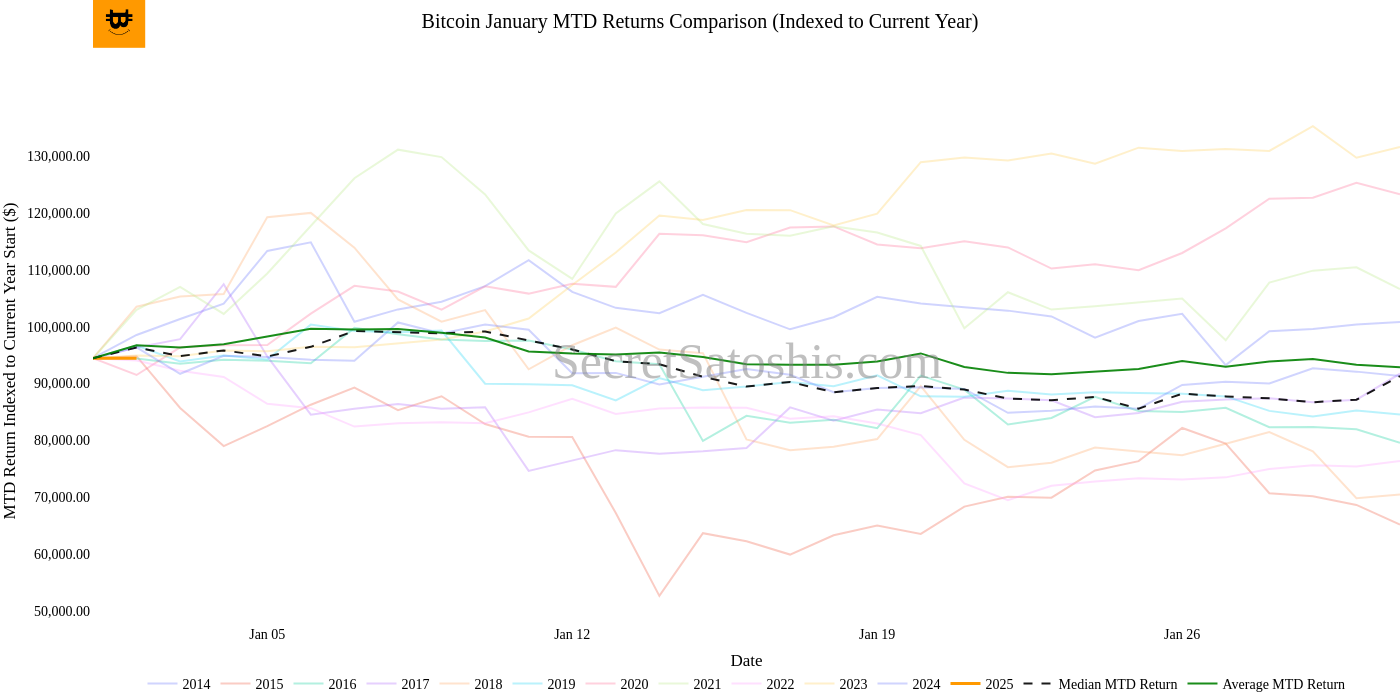 Bitcoin January MTD Returns Comparison (Indexed to Current Year)
MTD Return Indexed to Current Year Start ($)
130,000.00
120,000.00
110,000.00
100,000.00
90,000.00
80,000.00
70,000.00
60,000.00
50,000.00
SecretSatoshis.com
Jan 05 Jan 12 Jan 19 Jan 26
Date
2014 2015 2016 2017 2018 2019 2020 2021 2022 2023 2024 2025 Median MTD Return Average MTD Return